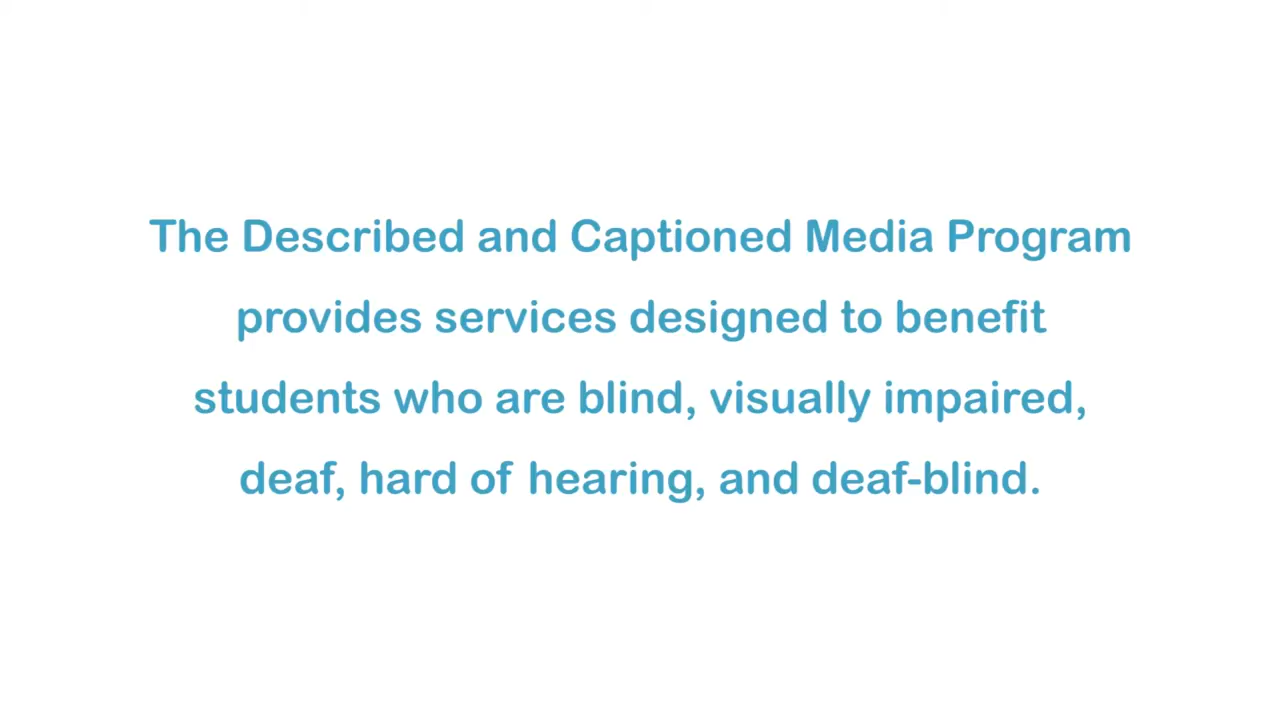 The Described and Captioned Media Program
provides services designed to benefit
students who are blind, visually impaired,
deaf, hard of hearing, and deaf-blind.